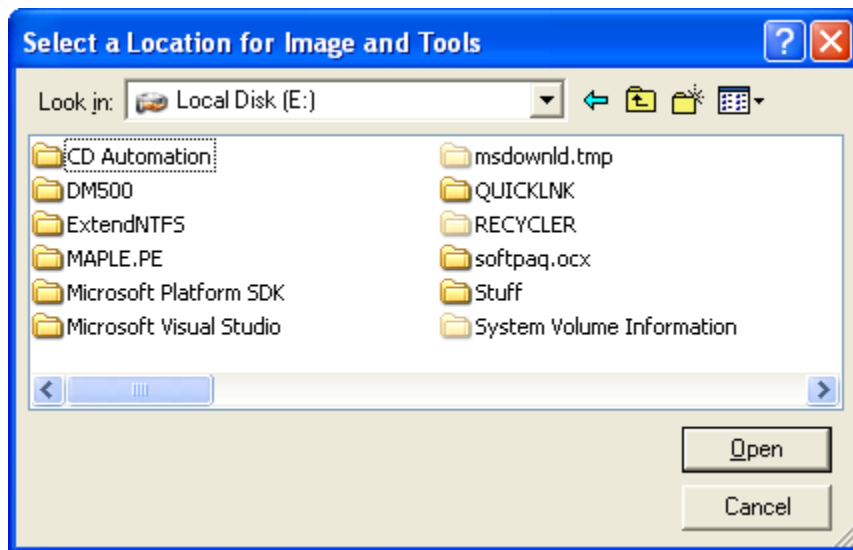 Select a Location for Image and Tools
Look in: Local Disk (E:)
CD Automation
DM500
ExtendNTFS
MAPLE.PE
Microsoft Platform SDK
Microsoft Visual Studio
msdownld.tmp
QUICKLNK
RECYCLER
softpaq.ocx
Stuff
System Volume Information
Open
Cancel